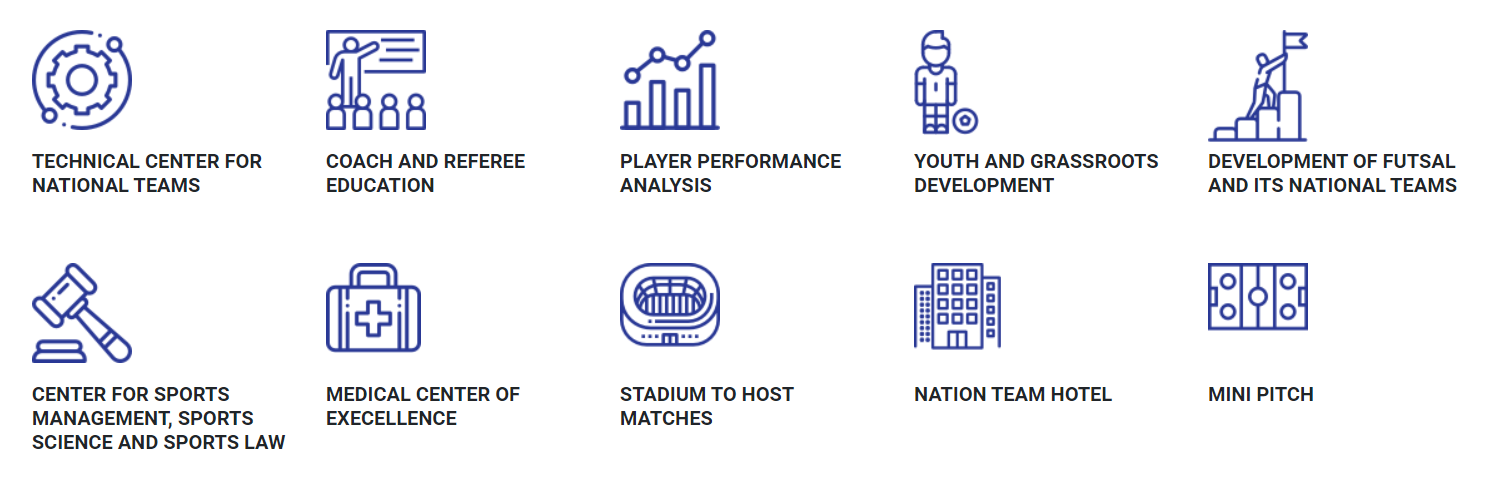 TECHNICAL CENTER FOR
NATIONAL TEAMS
COACH AND REFEREE
EDUCATION
PLAYER PERFORMANCE
ANALYSIS
YOUTH AND GRASSROOTS
DEVELOPMENT
DEVELOPMENT OF FUTSAL
AND ITS NATIONAL TEAMS
CENTER FOR SPORTS
MANAGEMENT, SPORTS
SCIENCE AND SPORTS LAW
MEDICAL CENTER OF
EXECELLENCE
STADIUM TO HOST
MATCHES
NATION TEAM HOTEL
MINI PITCH